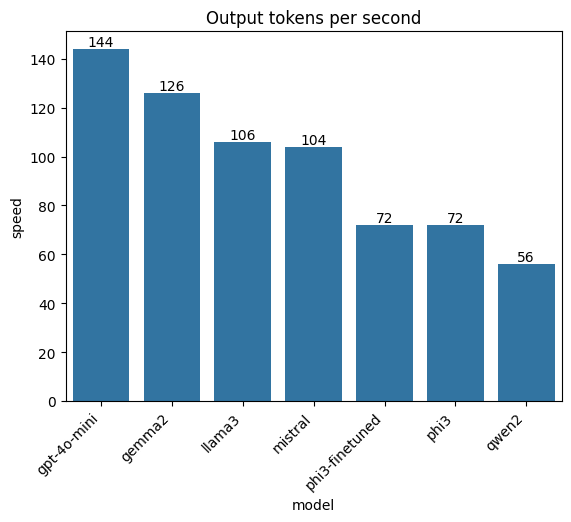 Output tokens per second
speed
140
120
100
80
60
40
20
0
144
126
106
104
72
72
56
gpt-4o-mini
gemma2
llama3
mistral
phi3-finetuned
phi3
qwen2
model